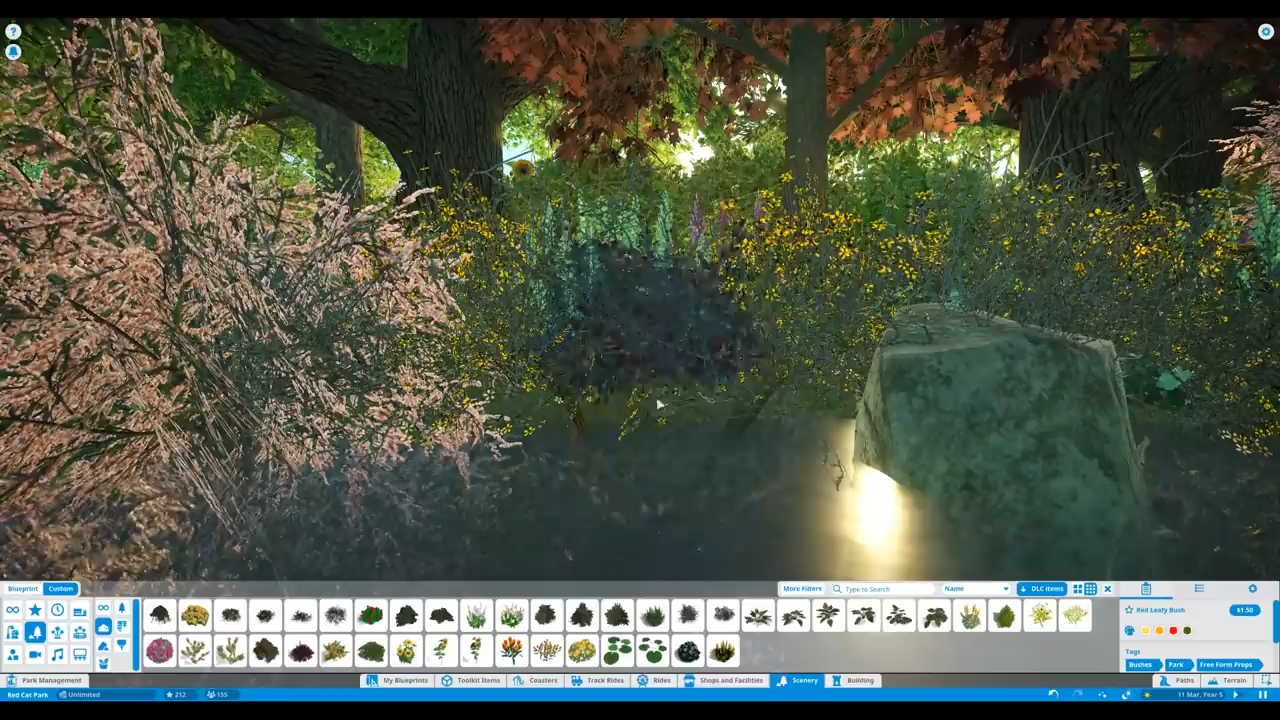 ?
Blueprint Custom More Filters Type to Search Name DLC Items
Red Leafy Bush $1.50
Tags
Bushes Park Free Form Props
Park Management My Blueprints Toolkit Items Coasters Track Rides Rides Shops and Facilities Scenery Building Paths Terrain
Red Cat Park Unlimited 212 155 11 Mar, Year 5